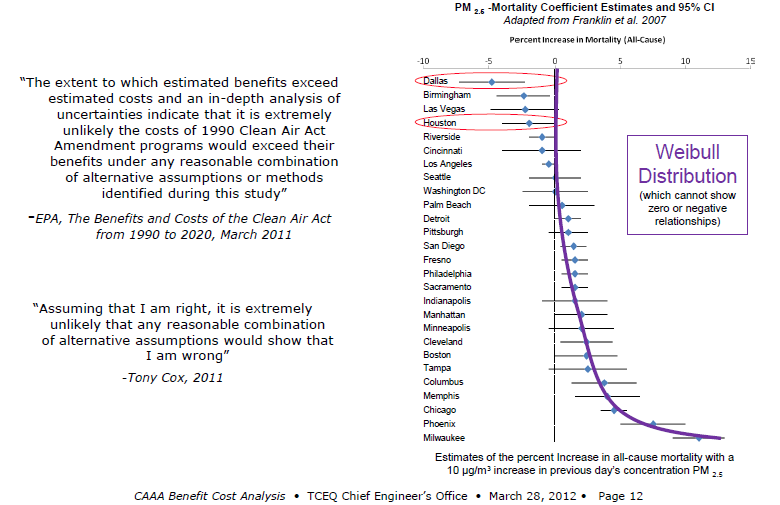 PM 2.5 -Mortality Coefficient Estimates and 95% CI
Adapted from Franklin et al. 2007
Percent Increase in Mortality (All-Cause)
-10 -5 0 5 10 15
“The extent to which estimated benefits exceed
estimated costs and an in-depth analysis of
uncertainties indicate that it is extremely
unlikely the costs of 1990 Clean Air Act
Amendment programs would exceed their
benefits under any reasonable combination
of alternative assumptions or methods
identified during this study”
-EPA, The Benefits and Costs of the Clean Air Act
from 1990 to 2020, March 2011
“Assuming that I am right, it is extremely
unlikely that any reasonable combination
of alternative assumptions would show that
I am wrong”
-Tony Cox, 2011
Dallas
Birmingham
Las Vegas
Houston
Riverside
Cincinnati
Los Angeles
Seattle
Washington DC
Palm Beach
Detroit
Pittsburgh
San Diego
Fresno
Philadelphia
Sacramento
Indianapolis
Manhattan
Minneapolis
Cleveland
Boston
Tampa
Columbus
Memphis
Chicago
Phoenix
Milwaukee
Weibull
Distribution
(which cannot show
zero or negative
relationships)
Estimates of the percent Increase in all-cause mortality with a
10 µg/m³ increase in previous day's concentration PM 2.5
CAAA Benefit Cost Analysis • TCEQ Chief Engineer's Office • March 28, 2012 • Page 12